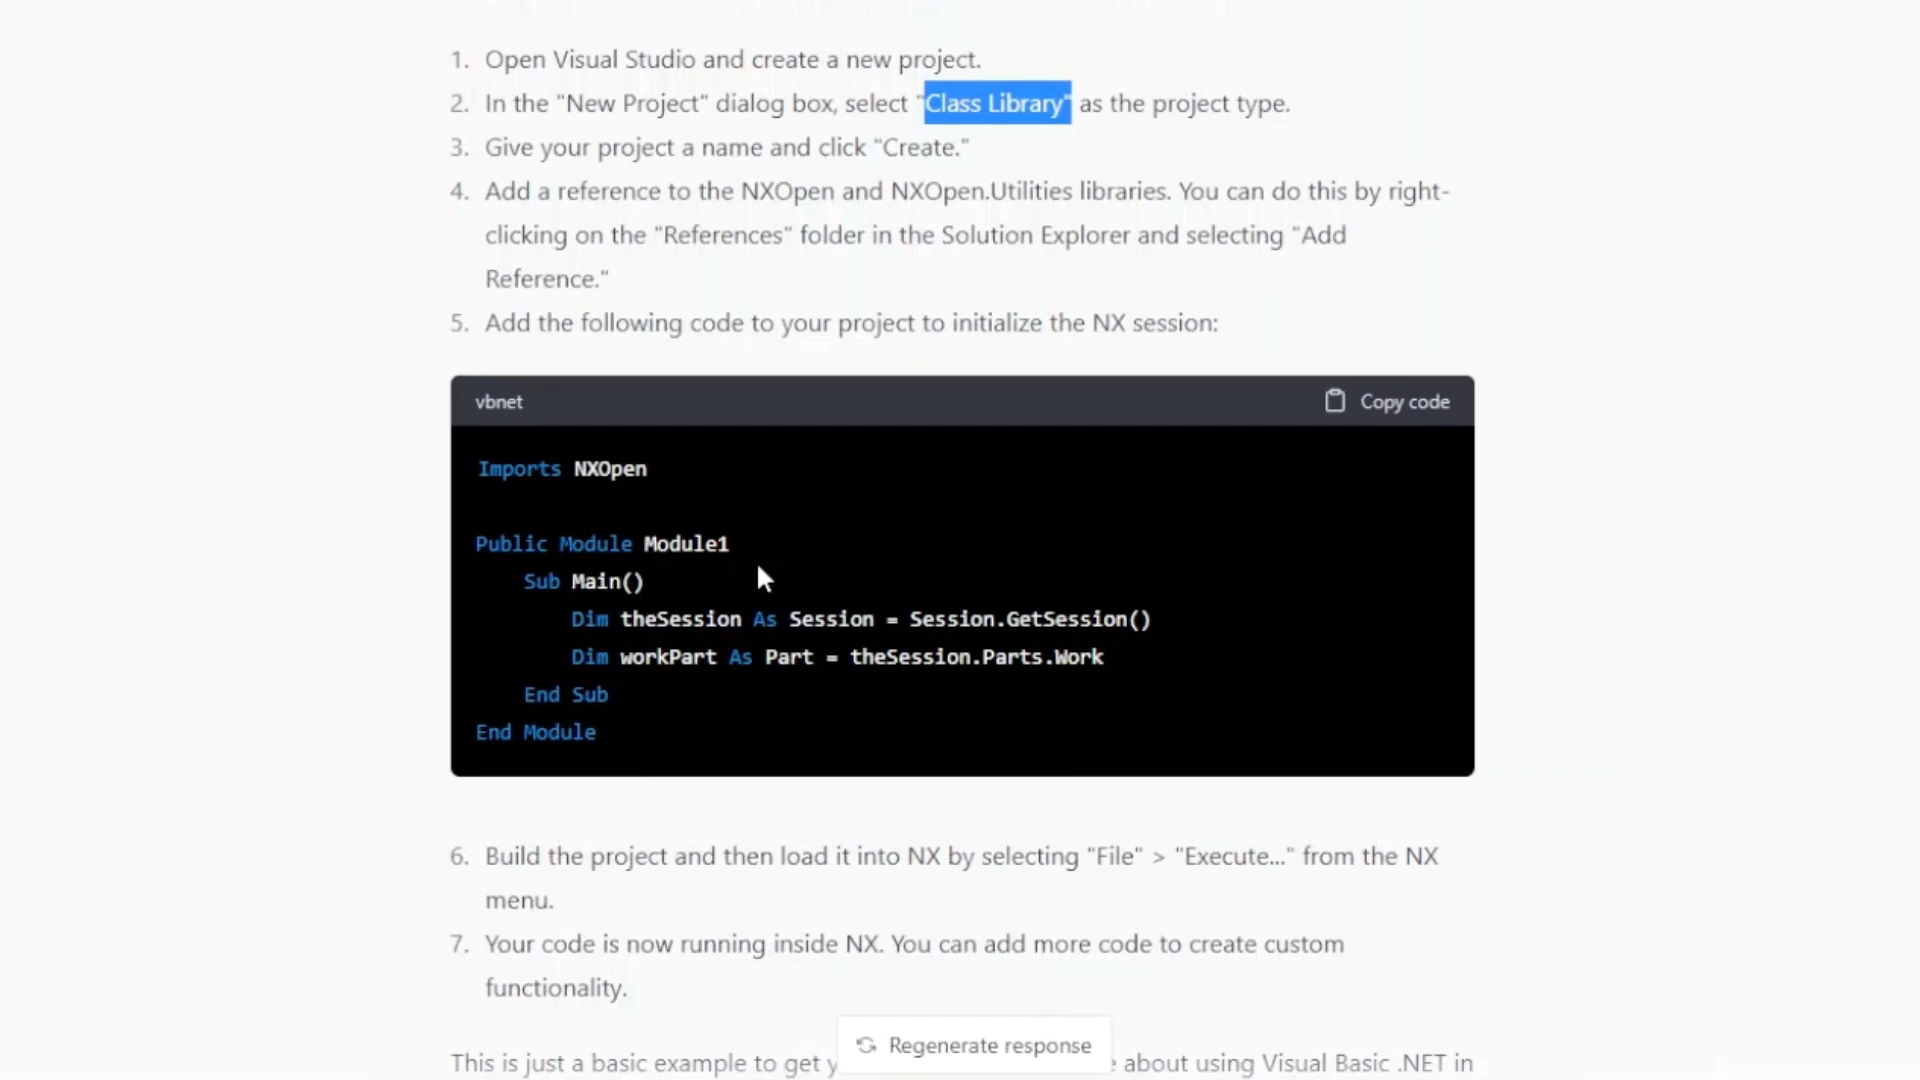 1. Open Visual Studio and create a new project.
2. In the "New Project" dialog box, select "Class Library" as the project type.
3. Give your project a name and click "Create."
4. Add a reference to the NXOpen and NXOpen.Utilities libraries. You can do this by right-
clicking on the "References" folder in the Solution Explorer and selecting "Add
Reference."
5. Add the following code to your project to initialize the NX session:
vbnet Copy code
Imports NXOpen
Public Module Module1
Sub Main()
Dim theSession As Session = Session.GetSession()
Dim workPart As Part = theSession.Parts.Work
End Sub
End Module
6. Build the project and then load it into NX by selecting "File" > "Execute..." from the NX
menu.
7. Your code is now running inside NX. You can add more code to create custom
functionality.
Regenerate response
This is just a basic example to get about using Visual Basic .NET in